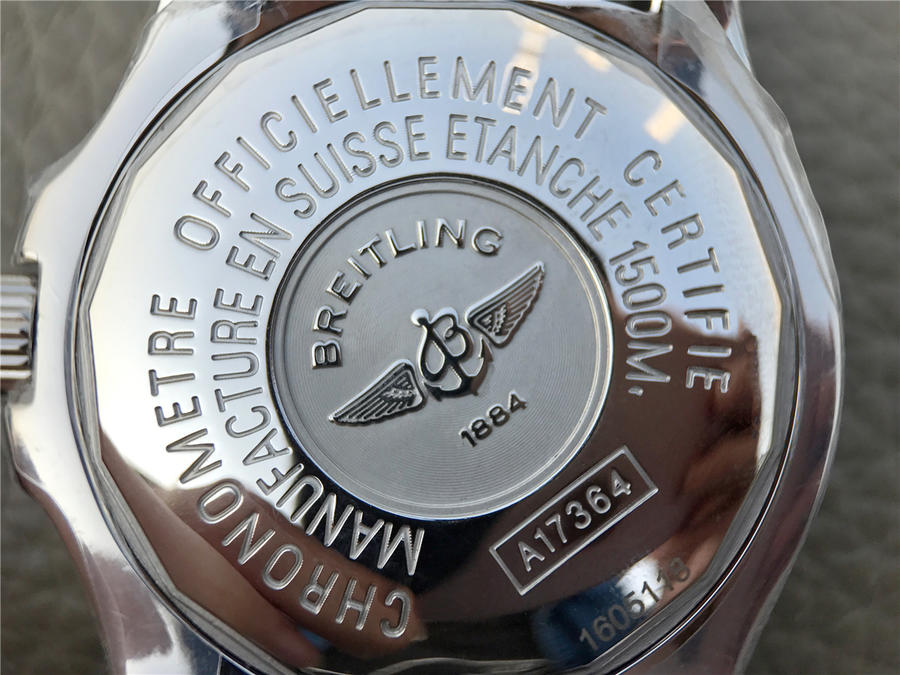 CHRONOMETRE OFFICIELLEMENT CERTIFIE
MANUFACTURE EN SUISSE ETANCHE 1500M,
BREITLING
B
1884
A17364
1605118